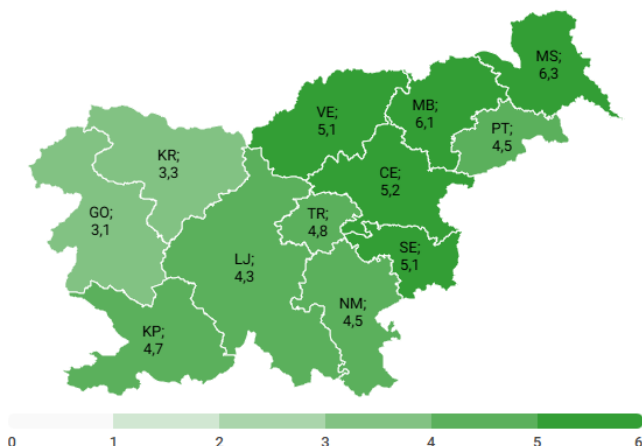 MS;
6,3
VE;
5,1
MB;
6,1
PT;
4,5
KR;
3,3
CE;
5,2
GO;
3,1
TR;
4,8
LJ;
4,3
SE;
5,1
NM;
4,5
KP;
4,7
0 1 2 3 4 5 6